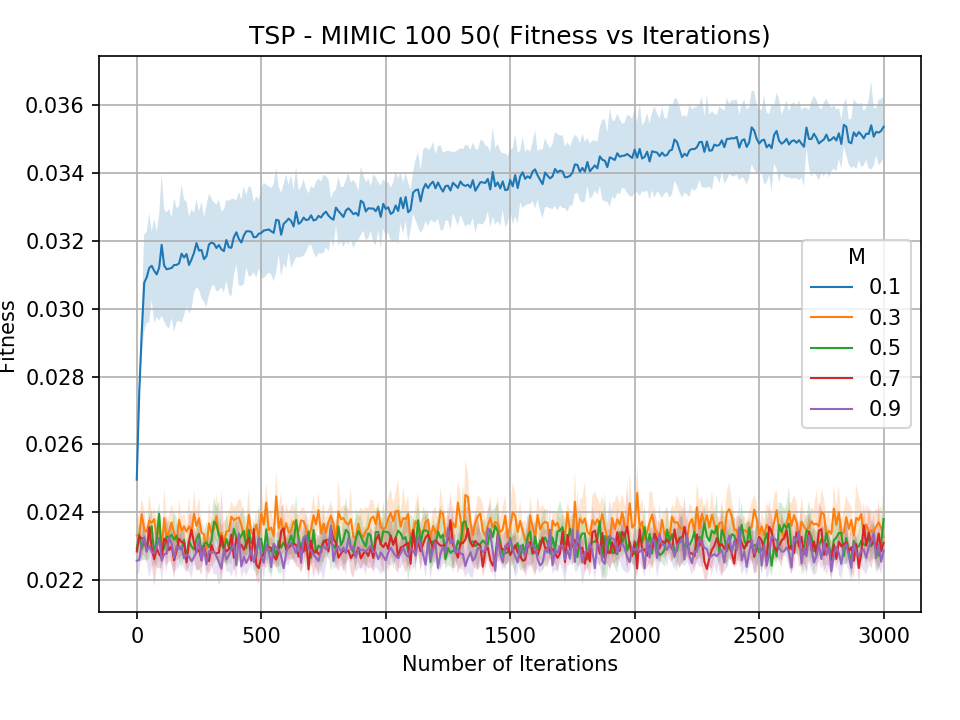 TSP - MIMIC 100 50( Fitness vs Iterations)
0.036
0.034
0.032
0.030
0.028
0.026
0.024
0.022
Fitness
M
0.1
0.3
0.5
0.7
0.9
0 500 1000 1500 2000 2500 3000
Number of Iterations